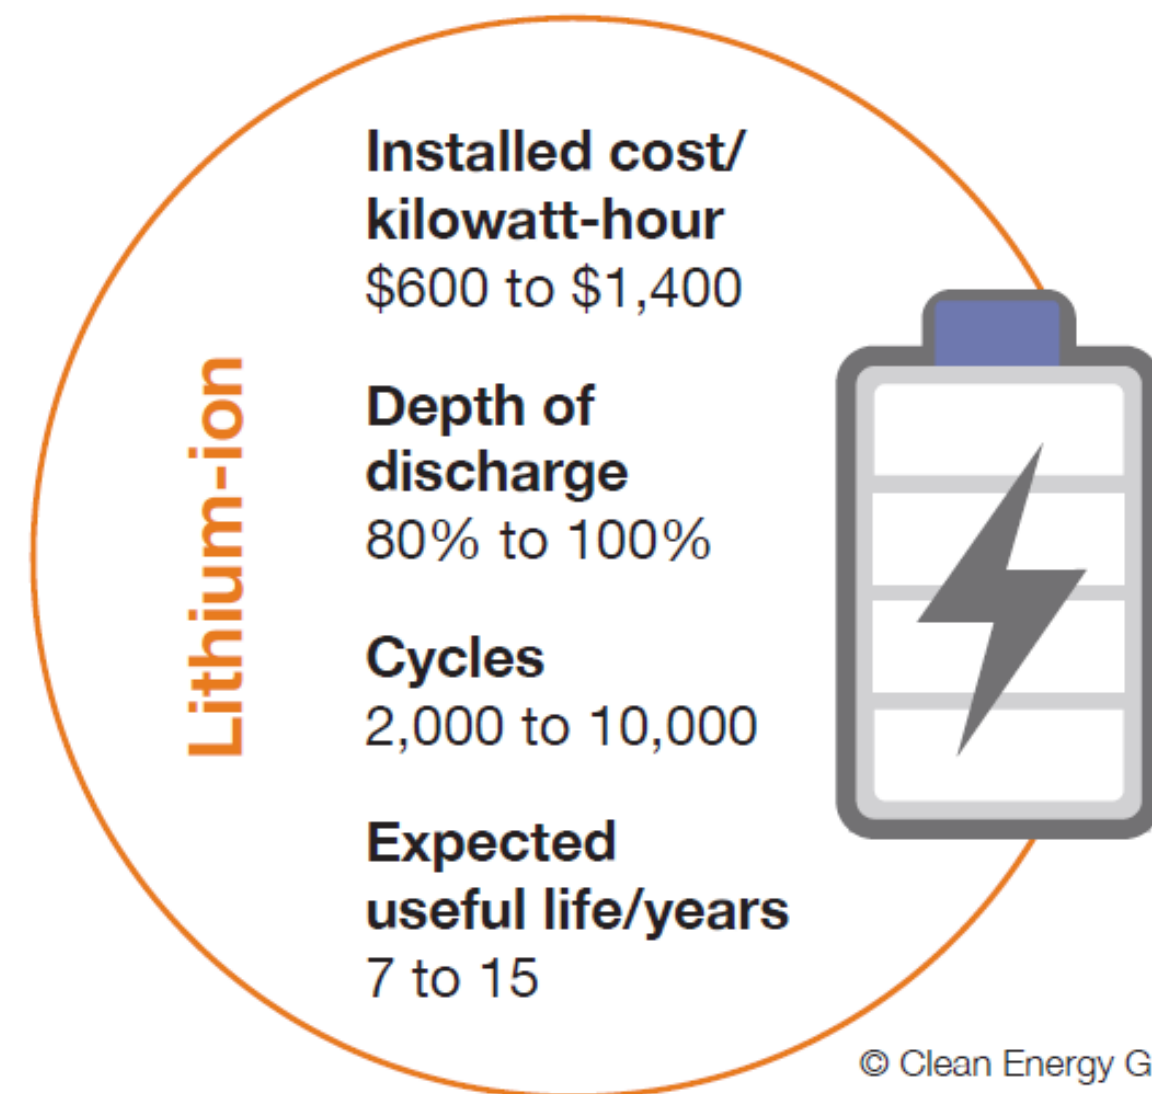 Lithium-ion
Installed cost/
kilowatt-hour
$600 to $1,400
Depth of
discharge
80% to 100%
Cycles
2,000 to 10,000
Expected
useful life/years
7 to 15
© Clean Energy G